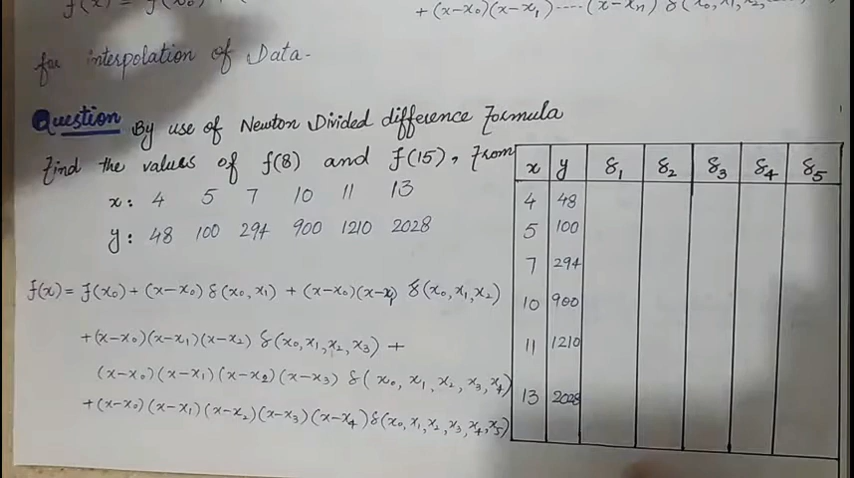 + (x-x₀)(x-x₁) ---- (x-xₙ) δ(x₀, x₁, x₂,
for interpolation of Data-
Question By use of Newton Divided difference Formula
Find the values of f(8) and f(15), From
x: 4 5 7 10 11 13
y: 48 100 294 900 1210 2028
f(x) = f(x₀) + (x-x₀) δ(x₀, x₁) + (x-x₀)(x-x₁) δ(x₀, x₁, x₂)
+ (x-x₀)(x-x₁)(x-x₂) δ(x₀, x₁, x₂, x₃) +
(x-x₀)(x-x₁)(x-x₂)(x-x₃) δ(x₀, x₁, x₂, x₃, x₄)
+ (x-x₀)(x-x₁)(x-x₂)(x-x₃)(x-x₄) δ(x₀, x₁, x₂, x₃, x₄, x₅)
x y δ₁ δ₂ δ₃ δ₄ δ₅
4 48
5 100
7 294
10 900
11 1210
13 2028